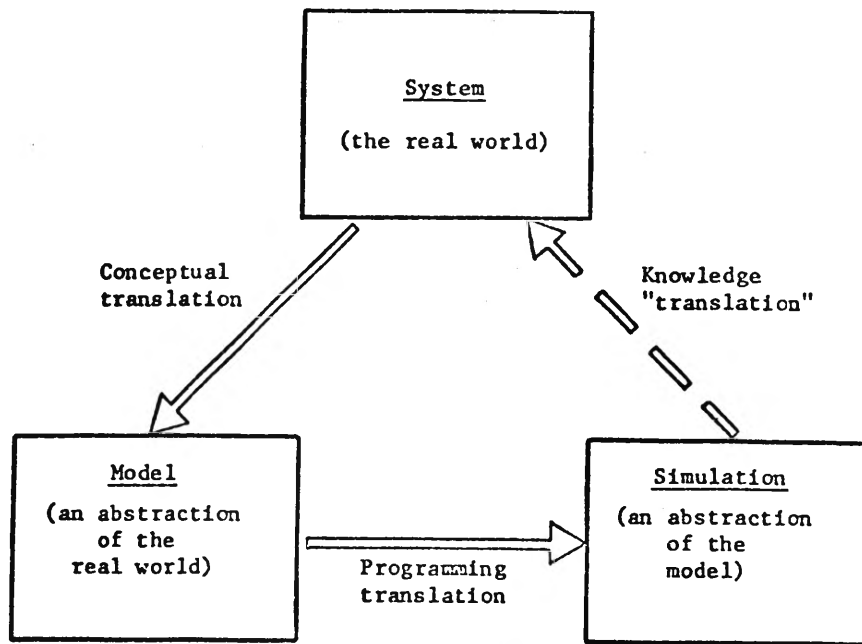 System
(the real world)
Conceptual
translation
Knowledge
"translation"
Model
(an abstraction
of the
real world)
Programming
translation
Simulation
(an abstraction
of the
model)